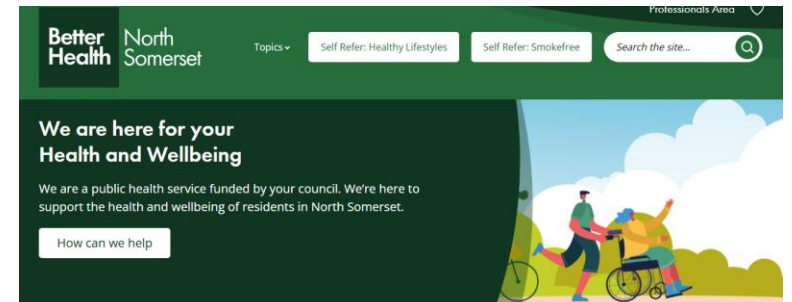 Professionals Area
Better Health
North Somerset
Topics
Self Refer: Healthy Lifestyles
Self Refer: Smokefree
Search the site...
We are here for your
Health and Wellbeing
We are a public health service funded by your council. We're here to
support the health and wellbeing of residents in North Somerset.
How can we help